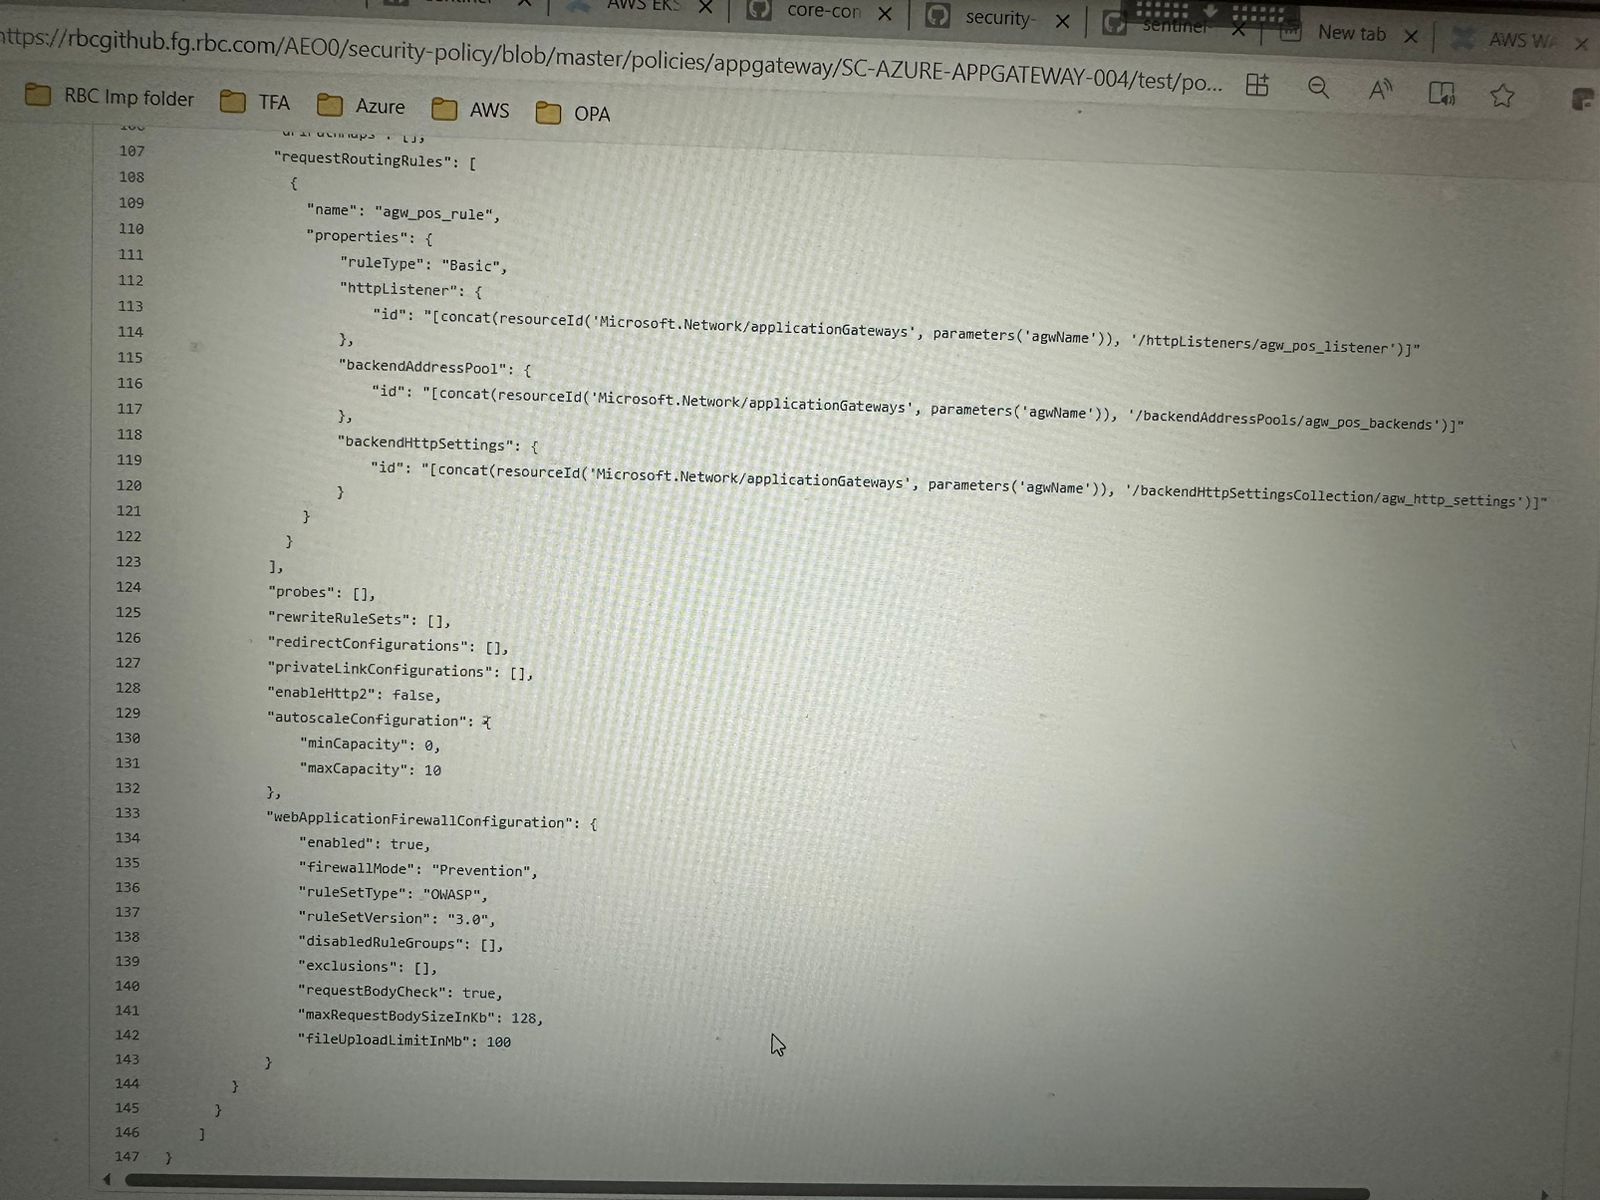 AWS EKS
core-con
security-
sentinel
New tab
AWS WA
https://rbcgithub.fg.rbc.com/AEO0/security-policy/blob/master/policies/appgateway/SC-AZURE-APPGATEWAY-004/test/po...
RBC Imp folder
TFA
Azure
AWS
OPA
107 "requestRoutingRules": [
108 {
109 "name": "agw_pos_rule",
110 "properties": {
111 "ruleType": "Basic",
112 "httpListener": {
113 "id": "[concat(resourceId('Microsoft.Network/applicationGateways', parameters('agwName')), '/httpListeners/agw_pos_listener')]"
114 },
115 "backendAddressPool": {
116 "id": "[concat(resourceId('Microsoft.Network/applicationGateways', parameters('agwName')), '/backendAddressPools/agw_pos_backends')]"
117 },
118 "backendHttpSettings": {
119 "id": "[concat(resourceId('Microsoft.Network/applicationGateways', parameters('agwName')), '/backendHttpSettingsCollection/agw_http_settings')]"
120 }
121 }
122 }
123 ],
124 "probes": [],
125 "rewriteRuleSets": [],
126 "redirectConfigurations": [],
127 "privateLinkConfigurations": [],
128 "enableHttp2": false,
129 "autoscaleConfiguration": {
130 "minCapacity": 0,
131 "maxCapacity": 10
132 },
133 "webApplicationFirewallConfiguration": {
134 "enabled": true,
135 "firewallMode": "Prevention",
136 "ruleSetType": "OWASP",
137 "ruleSetVersion": "3.0",
138 "disabledRuleGroups": [],
139 "exclusions": [],
140 "requestBodyCheck": true,
141 "maxRequestBodySizeInKb": 128,
142 "fileUploadLimitInMb": 100
143 }
144 }
145 }
146 ]
147 }